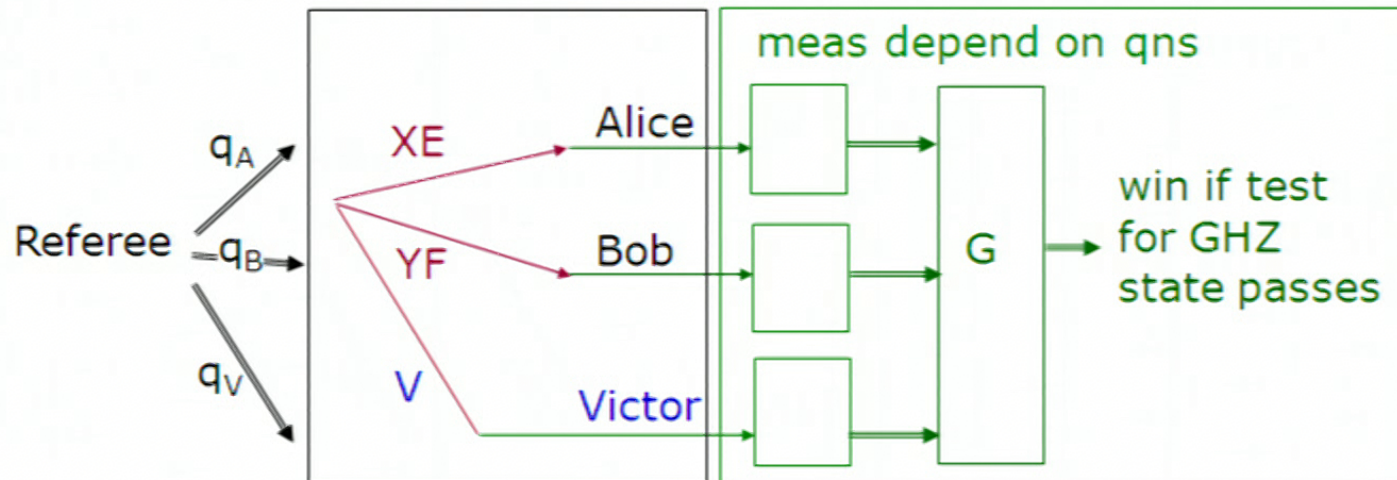 meas depend on qns
Alice
XE
qA
win if test
for GHZ
state passes
Referee
qB
YF
Bob
G
qV
V
Victor